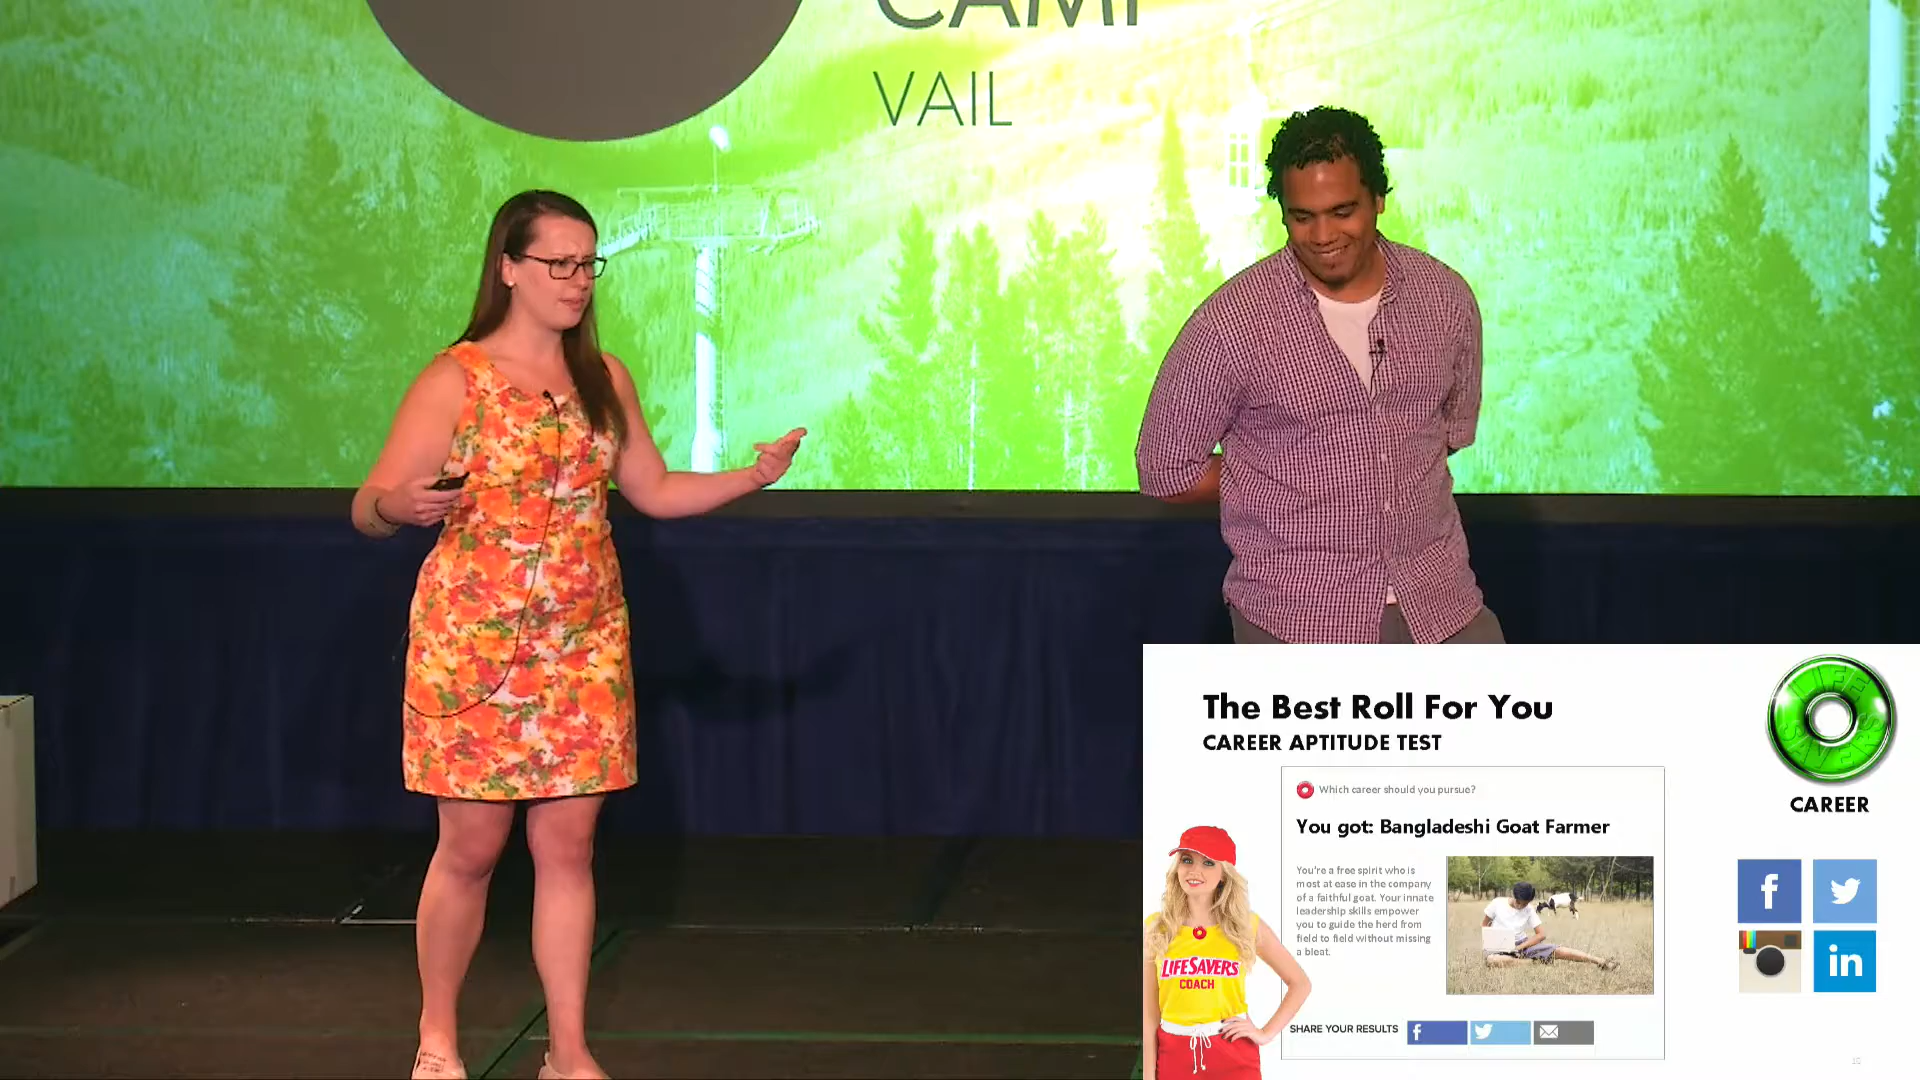 CAMP
VAIL
The Best Roll For You
CAREER APTITUDE TEST
LIFE
SAVERS
CAREER
Which career should you pursue?
You got: Bangladeshi Goat Farmer
You're a free spirit who is
most at ease in the company
of a faithful goat. Your innate
leadership skills empower
you to guide the herd from
field to field without missing
a bleat.
LIFESAVERS
COACH
SHARE YOUR RESULTS